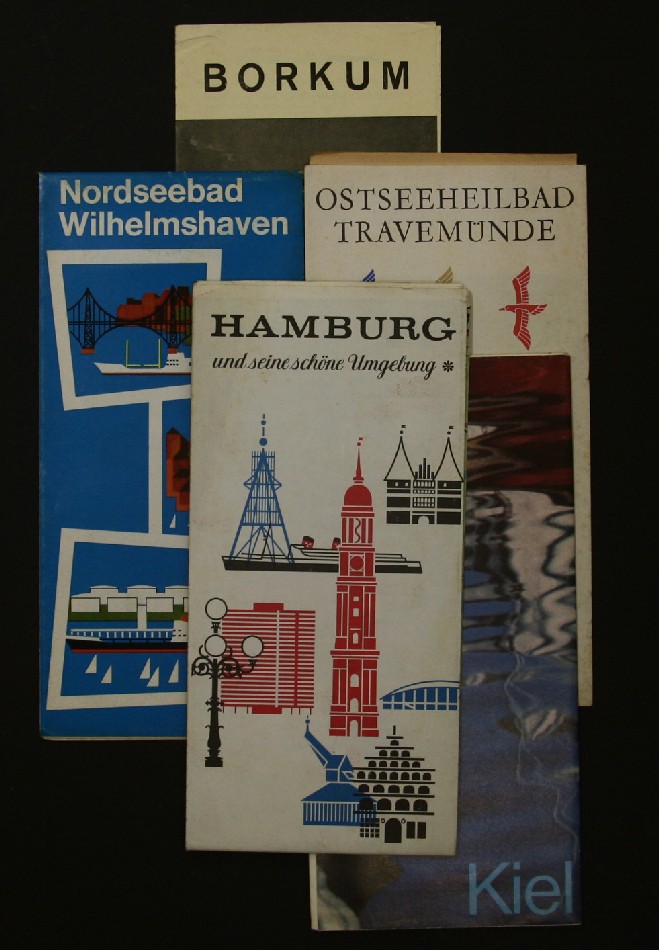 BORKUM
Nordseebad
Wilhelmshaven
OSTSEEHEILBAD
TRAVEMÜNDE
HAMBURG
und seine schöne Umgebung *
Kiel